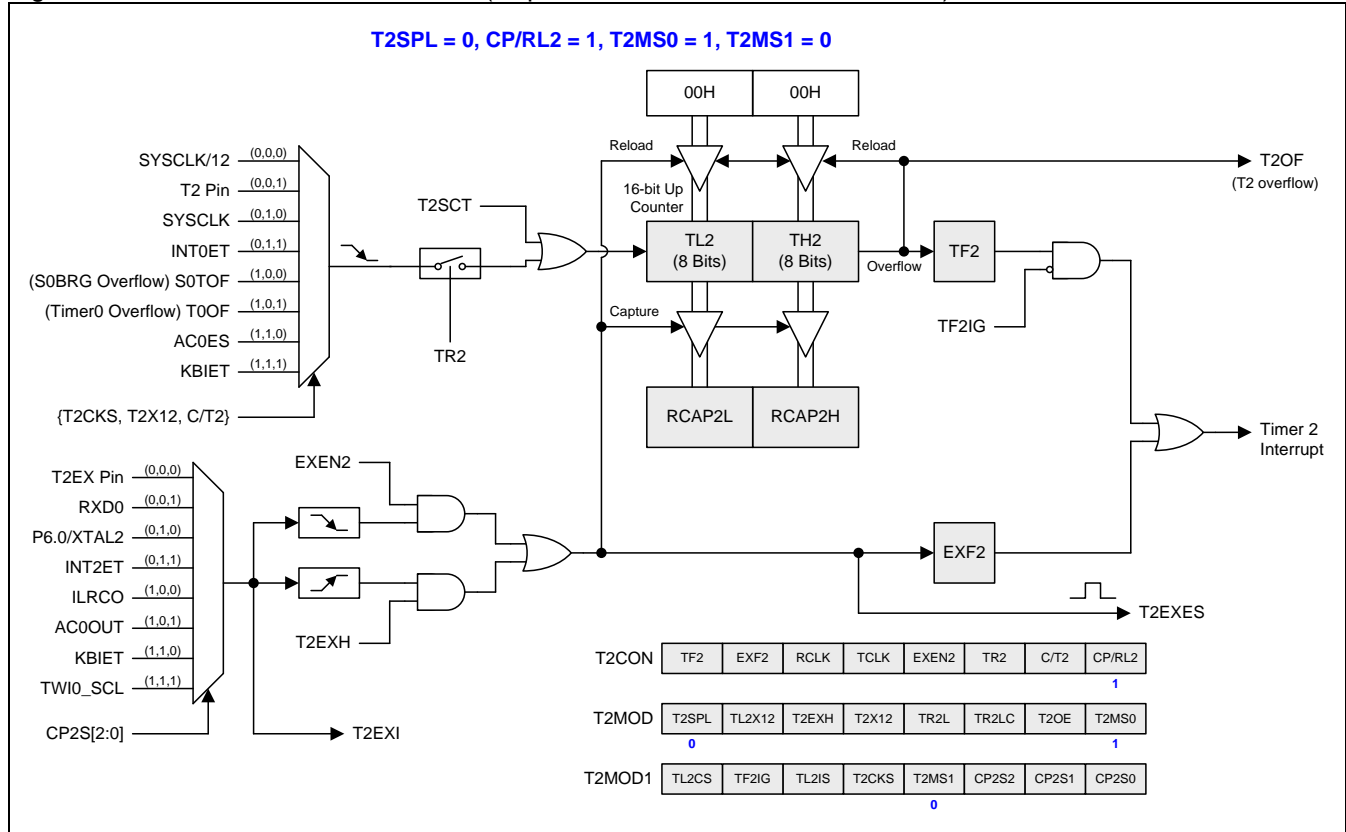 T2SPL = 0, CP/RL2 = 1, T2MS0 = 1, T2MS1 = 0
00H 00H
Reload Reload
SYSCLK/12 (0,0,0)
T2 Pin (0,0,1)
SYSCLK (0,1,0)
INT0ET (0,1,1)
(S0BRG Overflow) S0TOF (1,0,0)
(Timer0 Overflow) T0OF (1,0,1)
AC0ES (1,1,0)
KBIET (1,1,1)
{T2CKS, T2X12, C/T2}
TR2
T2SCT
16-bit Up
Counter
TL2
(8 Bits)
TH2
(8 Bits)
Overflow
TF2
T2OF
(T2 overflow)
TF2IG
Capture
RCAP2L RCAP2H
Timer 2
Interrupt
T2EX Pin (0,0,0)
RXD0 (0,0,1)
P6.0/XTAL2 (0,1,0)
INT2ET (0,1,1)
ILRCO (1,0,0)
AC0OUT (1,0,1)
KBIET (1,1,0)
TWI0_SCL (1,1,1)
CP2S[2:0]
EXEN2
T2EXH
T2EXI
EXF2
T2EXES
T2CON TF2 EXF2 RCLK TCLK EXEN2 TR2 C/T2 CP/RL2
1
T2MOD T2SPL TL2X12 T2EXH T2X12 TR2L TR2LC T2OE T2MS0
0 1
T2MOD1 TL2CS TF2IG TL2IS T2CKS T2MS1 CP2S2 CP2S1 CP2S0
0